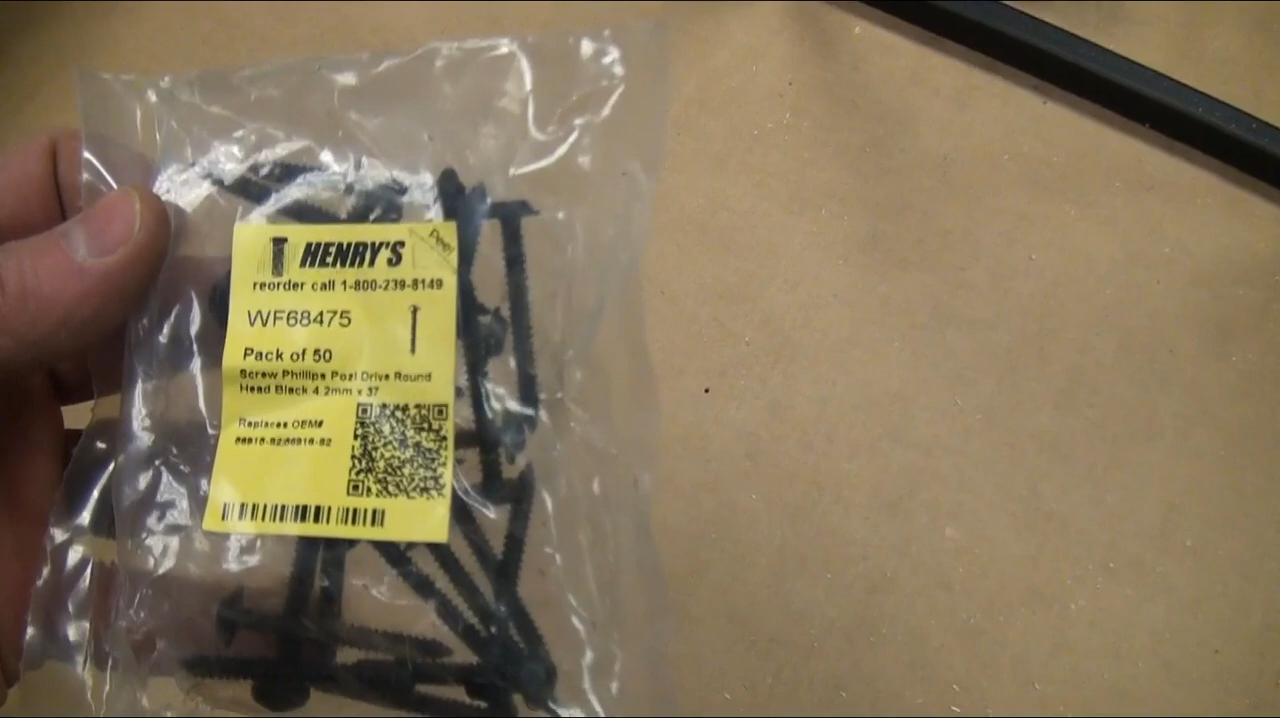 Peel
HENRY'S
reorder call 1-800-239-8149
WF68475
Pack of 50
Screw Phillips Pozi Drive Round
Head Black 4.2mm x 37
Replaces OEM#